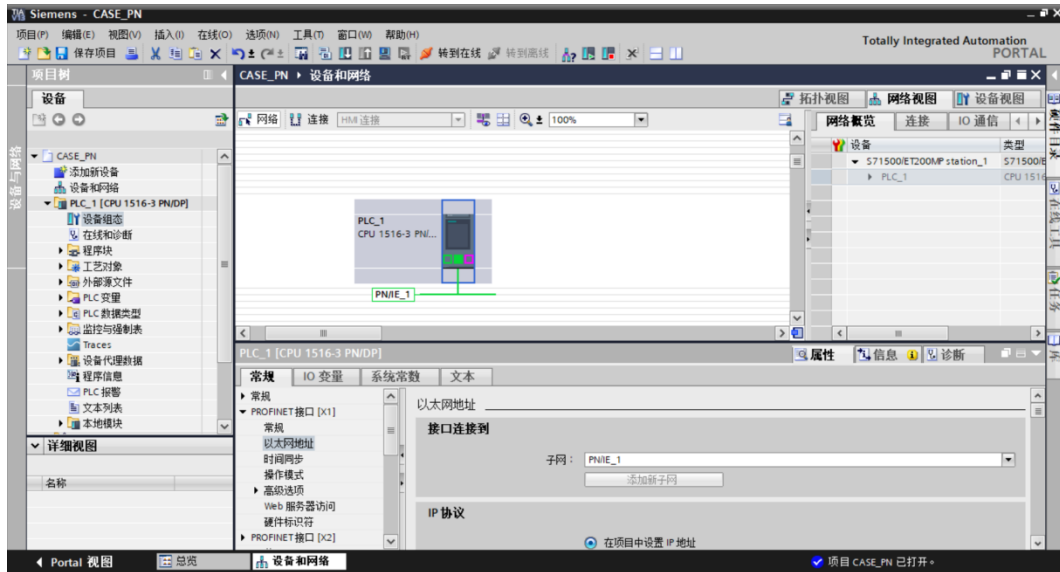 Siemens - CASE_PN
项目(P) 编辑(E) 视图(V) 插入(I) 在线(O) 选项(N) 工具(T) 窗口(W) 帮助(H)
Totally Integrated Automation
PORTAL
保存项目 转到在线 转到离线
项目树
CASE_PN ▸ 设备和网络
设备
拓扑视图 网络视图 设备视图
网络 连接 HMI 连接 100%
网络概览 连接 IO 通信
设备 类型
S71500/ET200MP station_1 S71500/E
PLC_1 CPU 1516
设备与网络
CASE_PN
添加新设备
设备和网络
PLC_1 [CPU 1516-3 PN/DP]
设备组态
在线和诊断
程序块
工艺对象
外部源文件
PLC 变量
PLC 数据类型
监控与强制表
Traces
设备代理数据
程序信息
PLC 报警
文本列表
本地模块
PLC_1
CPU 1516-3 PN/...
PN/IE_1
在线工具
任务
详细视图
名称
PLC_1 [CPU 1516-3 PN/DP]
属性 信息 诊断
常规 IO 变量 系统常数 文本
常规
PROFINET接口 [X1]
常规
以太网地址
时间同步
操作模式
高级选项
Web 服务器访问
硬件标识符
PROFINET接口 [X2]
以太网地址
接口连接到
子网: PN/IE_1
添加新子网
IP 协议
在项目中设置 IP 地址
Portal 视图 总览 设备和网络
项目 CASE_PN 已打开。